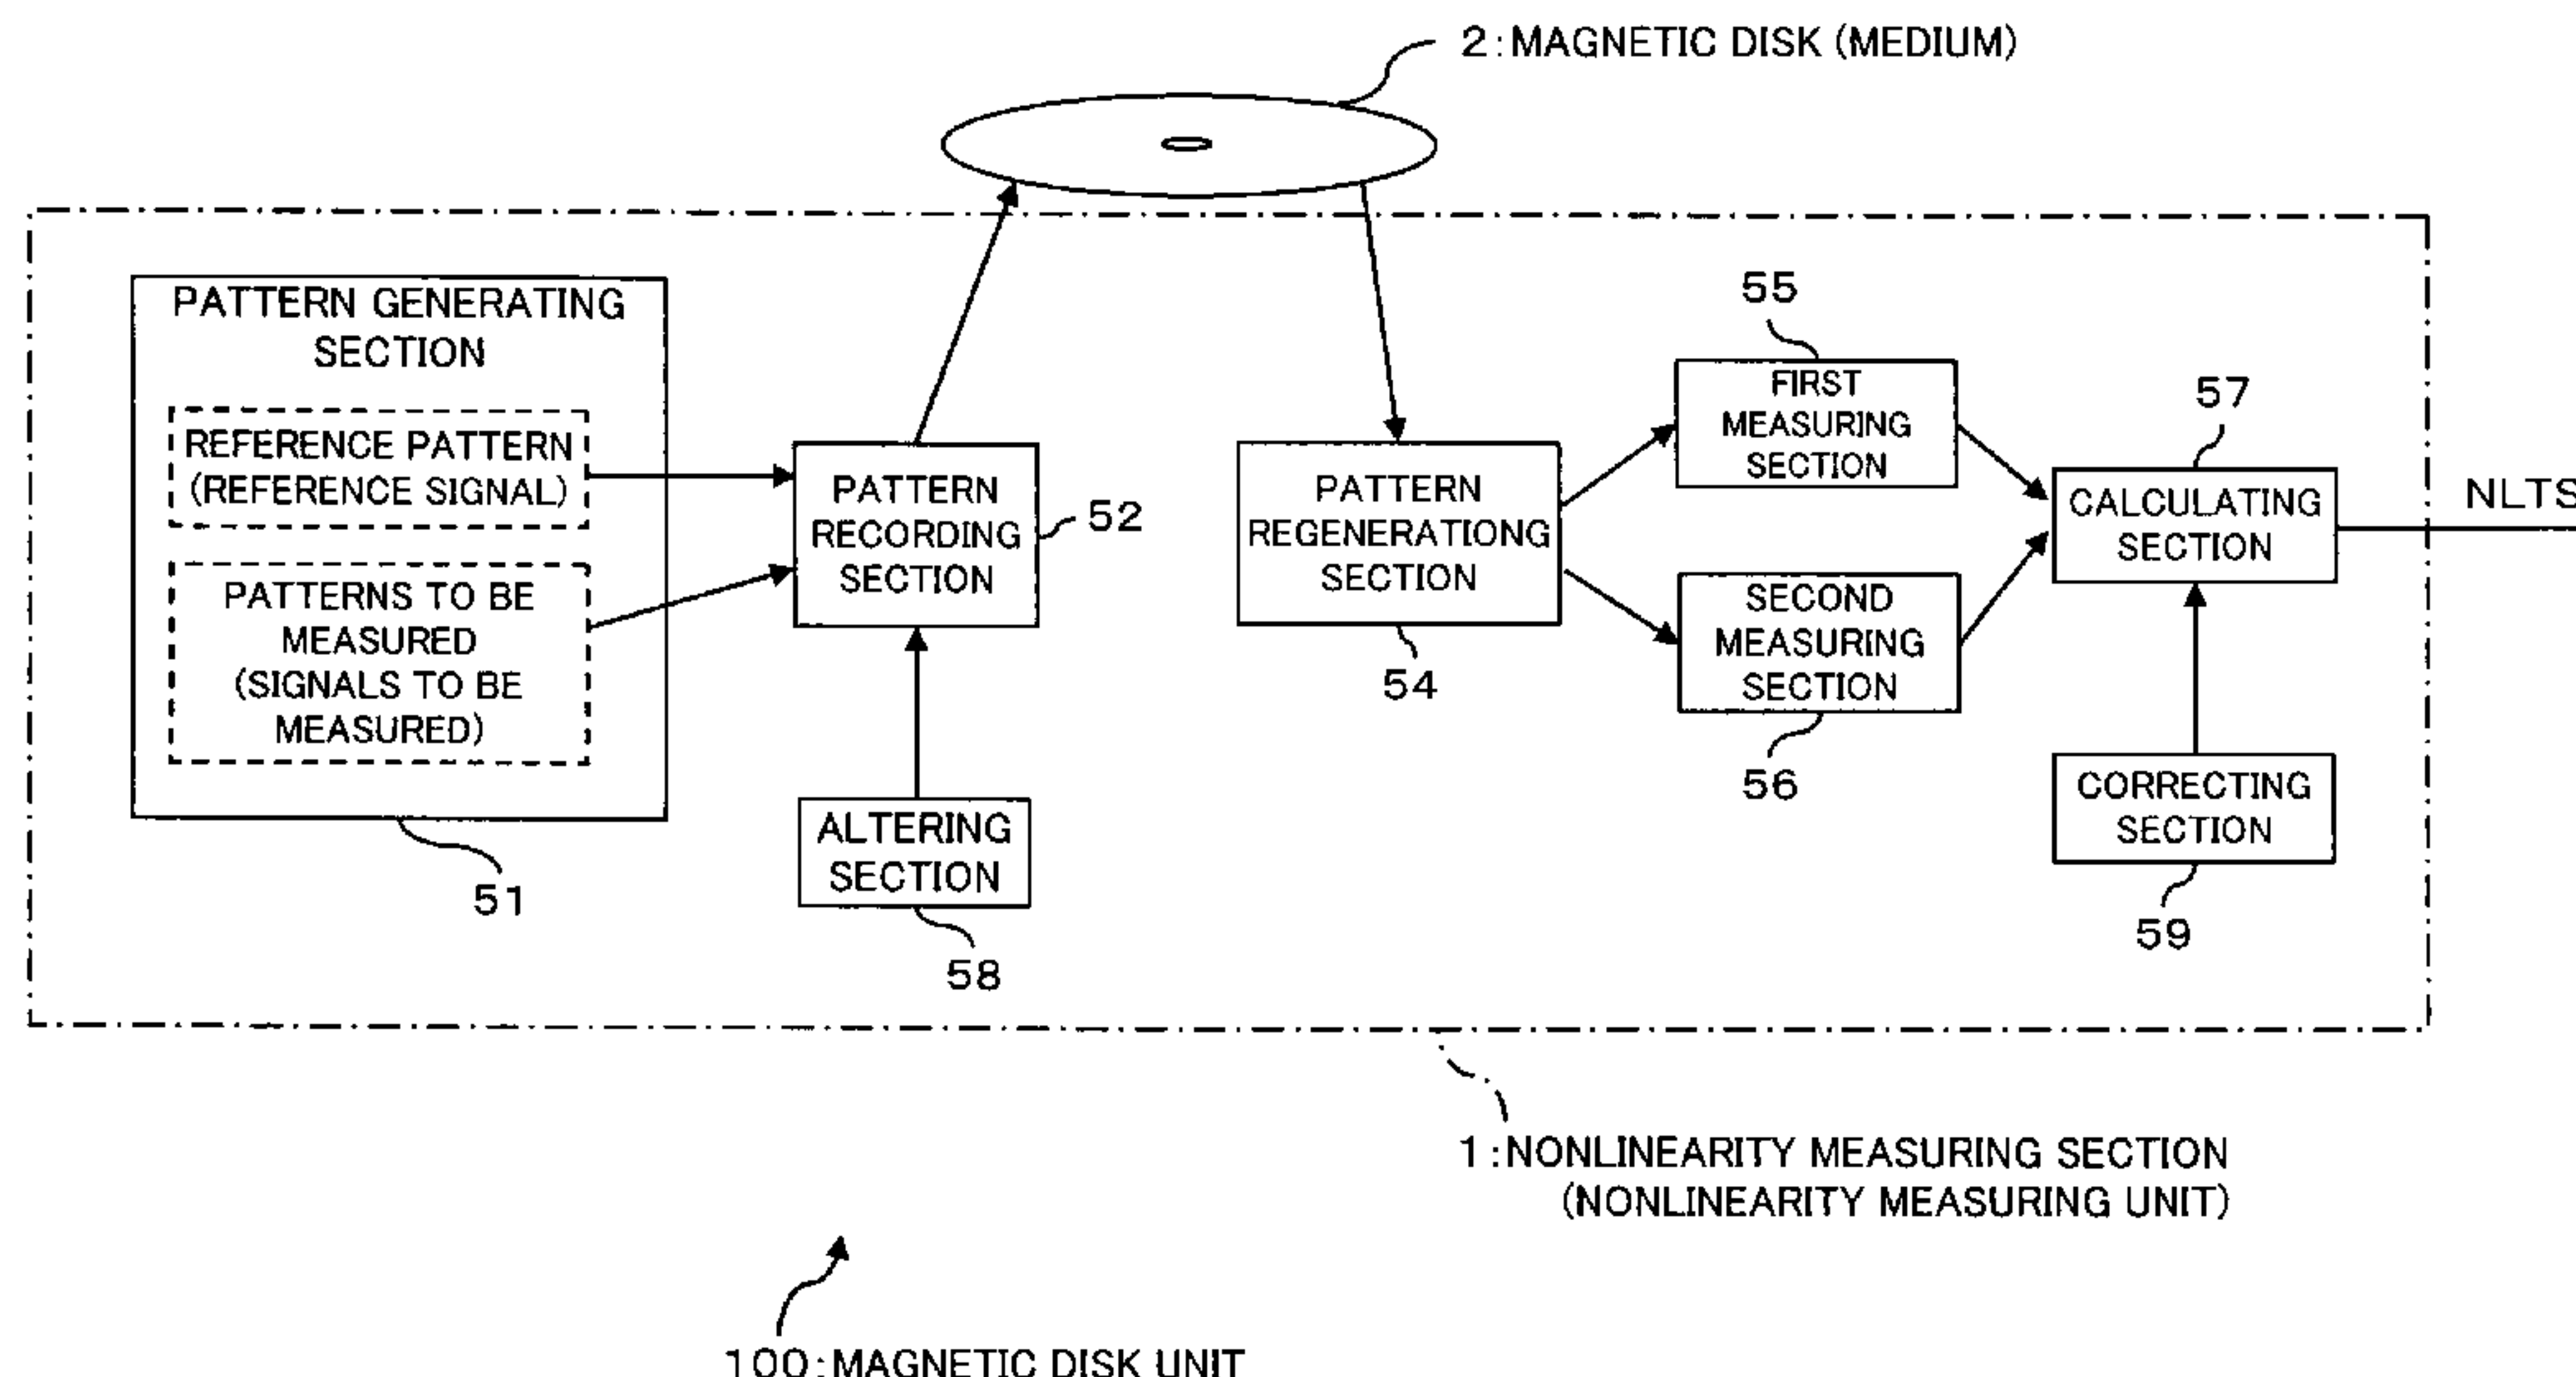 2:MAGNETIC DISK (MEDIUM)
PATTERN GENERATING
SECTION
REFERENCE PATTERN
(REFERENCE SIGNAL)
PATTERNS TO BE
MEASURED
(SIGNALS TO BE
MEASURED)
51
PATTERN
RECORDING
SECTION
52
ALTERING
SECTION
58
PATTERN
REGENERATIONG
SECTION
54
55
FIRST
MEASURING
SECTION
SECOND
MEASURING
SECTION
56
57
CALCULATING
SECTION
NLTS
CORRECTING
SECTION
59
1:NONLINEARITY MEASURING SECTION
(NONLINEARITY MEASURING UNIT)
100:MAGNETIC DISK UNIT